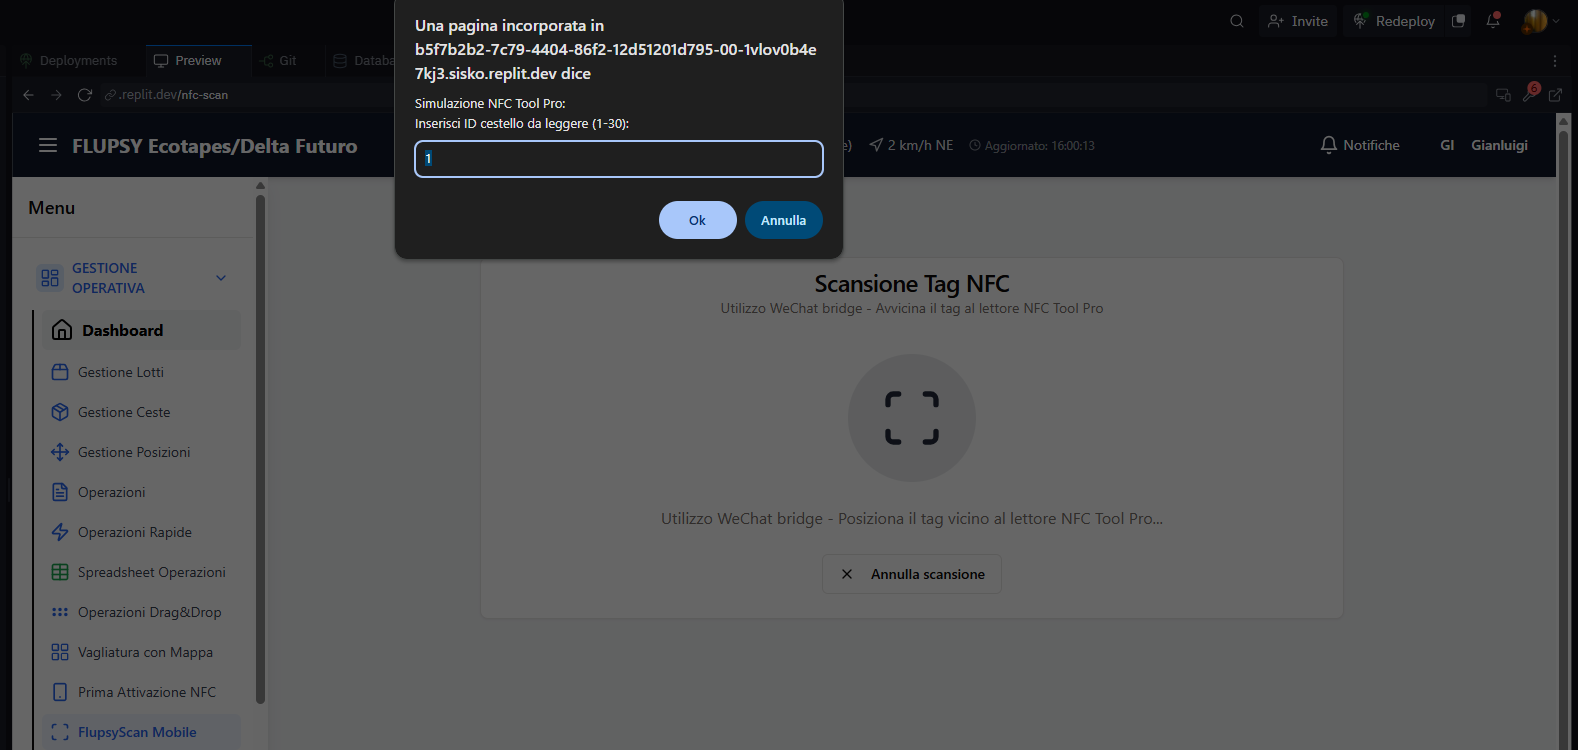 Una pagina incorporata in
b5f7b2b2-7c79-4404-86f2-12d51201d795-00-1vlov0b4e
7kj3.sisko.replit.dev dice
Simulazione NFC Tool Pro:
Inserisci ID cestello da leggere (1-30):
1
Ok
Annulla
Invite
Redeploy
Deployments
Preview
Git
Databa
.replit.dev/nfc-scan
6
FLUPSY Ecotapes/Delta Futuro
e)
2 km/h NE
Aggiornato: 16:00:13
Notifiche
GI
Gianluigi
Menu
GESTIONE
OPERATIVA
Dashboard
Gestione Lotti
Gestione Ceste
Gestione Posizioni
Operazioni
Operazioni Rapide
Spreadsheet Operazioni
Operazioni Drag&Drop
Vagliatura con Mappa
Prima Attivazione NFC
FlupsyScan Mobile
Scansione Tag NFC
Utilizzo WeChat bridge - Avvicina il tag al lettore NFC Tool Pro
Utilizzo WeChat bridge - Posiziona il tag vicino al lettore NFC Tool Pro...
Annulla scansione